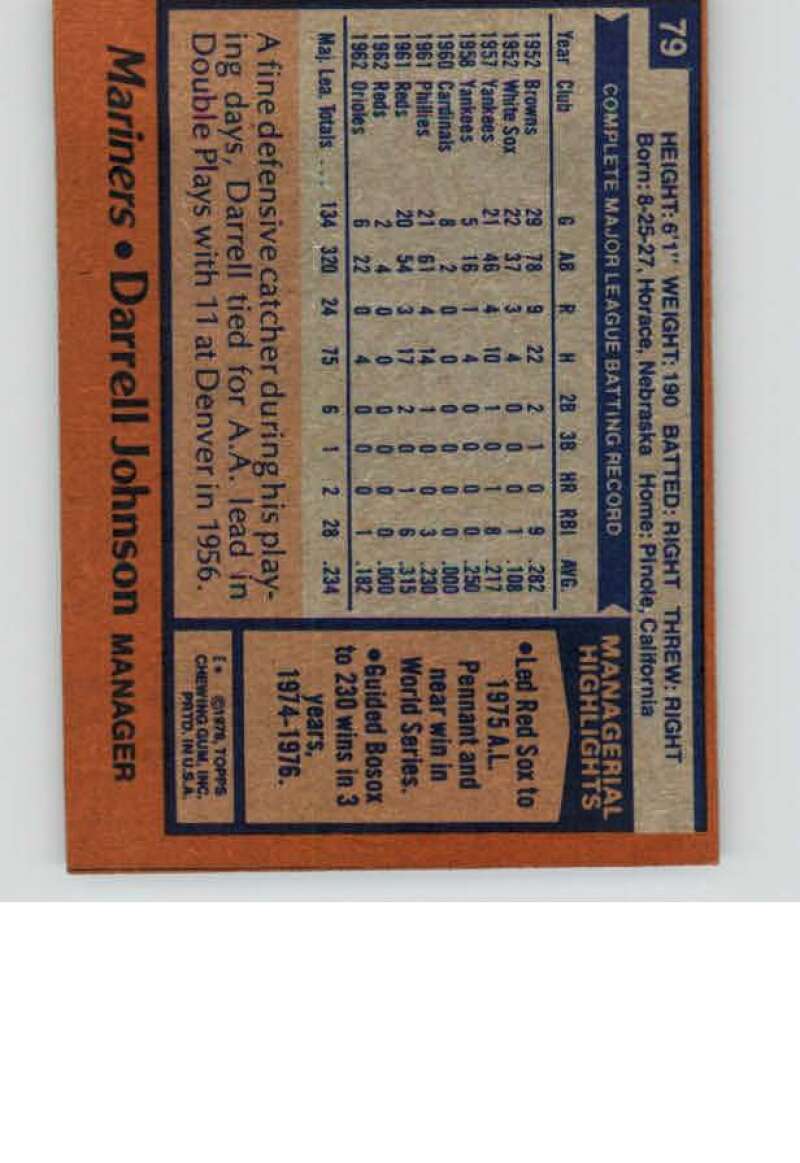 79
HEIGHT: 6'1" WEIGHT: 190 BATTED: RIGHT THREW: RIGHT
Born: 8-25-27, Horace, Nebraska Home: Pinole, California
COMPLETE MAJOR LEAGUE BATTING RECORD
Year Club G AB R H 2B 3B HR RBI AVG.
1952 Browns 29 78 9 22 2 1 0 9 .282
1952 White Sox 22 37 3 4 0 0 0 1 .108
1957 Yankees 21 46 4 10 1 0 1 8 .217
1958 Yankees 5 16 1 4 0 0 0 0 .250
1960 Cardinals 8 2 0 0 0 0 0 0 .000
1961 Phillies 21 61 4 14 1 0 0 3 .230
1961 Reds 20 54 3 17 2 0 1 6 .315
1962 Reds 2 4 0 0 0 0 0 0 .000
1962 Orioles 6 22 0 4 0 0 0 1 .182
Maj. Lea. Totals ... 134 320 24 75 6 1 2 28 .234
A fine defensive catcher during his play-
ing days, Darrell tied for A.A. lead in
Double Plays with 11 at Denver in 1956.
MANAGERIAL
HIGHLIGHTS
•Led Red Sox to
1975 A.L.
Pennant and
near win in
World Series.
•Guided Bosox
to 230 wins in 3
years,
1974-1976.
E* ©1978, TOPPS
CHEWING GUM, INC.
PRTD. IN U.S.A.
Mariners • Darrell Johnson MANAGER